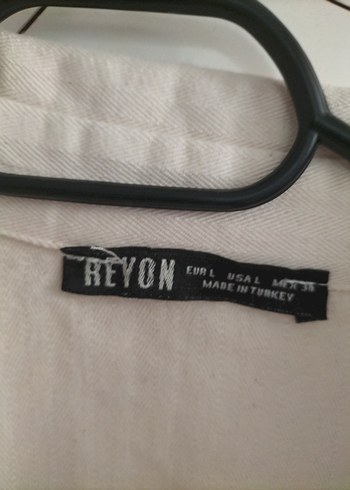 REYON
EUR L USA L MEX 36
MADE IN TURKEY